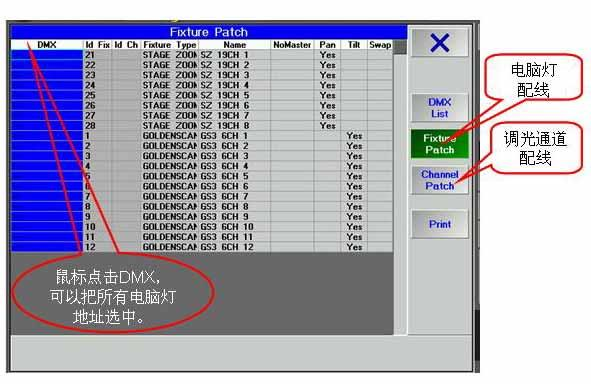 Fixture Patch
DMX Id Fix Id Ch Fixture Type Name NoMaster Pan Tilt Swap
21 STAGE ZOOM SZ 19CH 1 Yes
22 STAGE ZOOM SZ 19CH 2 Yes
23 STAGE ZOOM SZ 19CH 3 Yes
24 STAGE ZOOM SZ 19CH 4 Yes
25 STAGE ZOOM SZ 19CH 5 Yes
26 STAGE ZOOM SZ 19CH 6 Yes
27 STAGE ZOOM SZ 19CH 7 Yes
28 STAGE ZOOM SZ 19CH 8 Yes
1 GOLDENSCAN GS3 6CH 1 Yes
2 GOLDENSCAN GS3 6CH 2 Yes
3 GOLDENSCAN GS3 6CH 3 Yes
4 GOLDENSCAN GS3 6CH 4 Yes
5 GOLDENSCAN GS3 6CH 5 Yes
6 GOLDENSCAN GS3 6CH 6 Yes
7 GOLDENSCAN GS3 6CH 7 Yes
8 GOLDENSCAN GS3 6CH 8 Yes
9 GOLDENSCAN GS3 6CH 9 Yes
10 GOLDENSCAN GS3 6CH 10 Yes
11 GOLDENSCAN GS3 6CH 11 Yes
12 GOLDENSCAN GS3 6CH 12 Yes
DMX
List
Fixture
Patch
Channel
Patch
Print
电脑灯
配线
调光通道
配线
鼠标点击DMX，
可以把所有电脑灯
地址选中。